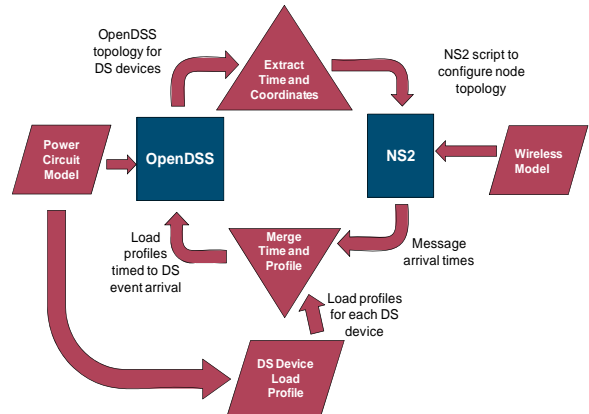 OpenDSS
topology for
DS devices
Extract
Time and
Coordinates
NS2 script to
configure node
topology
Power
Circuit
Model
OpenDSS
NS2
Wireless
Model
Load
profiles
timed to DS
event arrival
Merge
Time and
Profile
Message
arrival times
Load profiles
for each DS
device
DS Device
Load
Profile